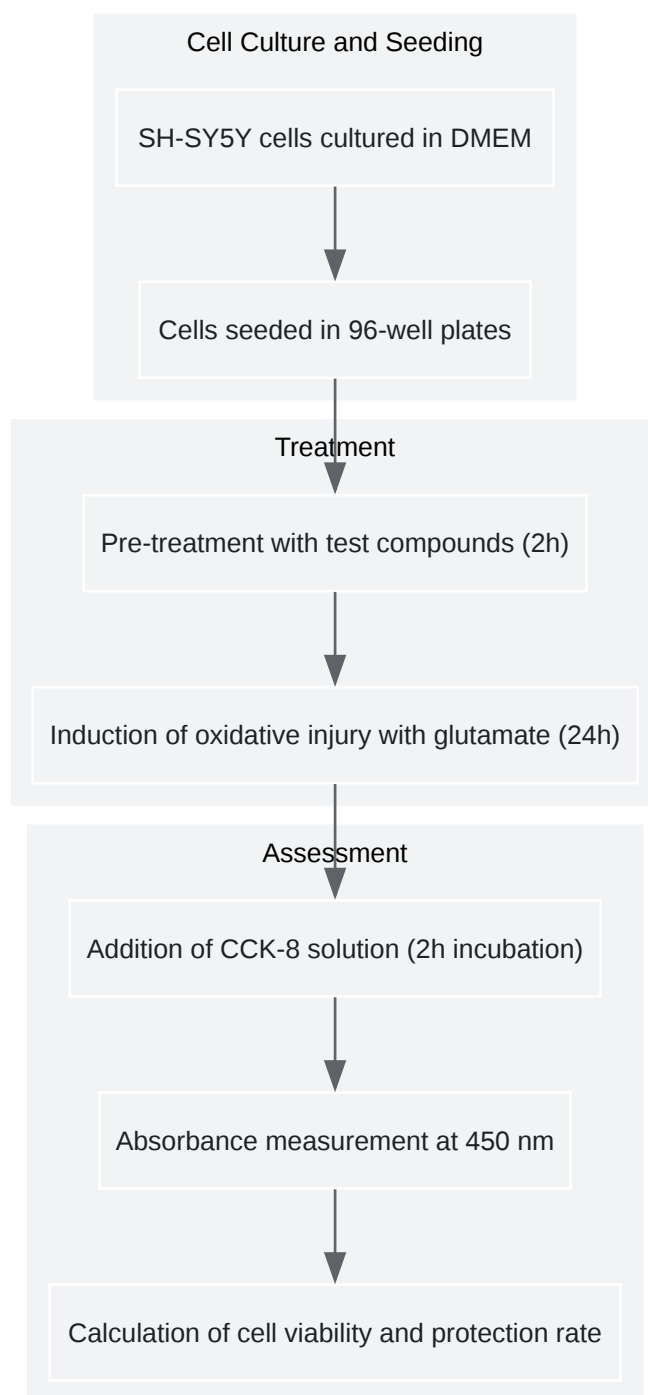 Cell Culture and Seeding
SH-SY5Y cells cultured in DMEM
Cells seeded in 96-well plates
Treatment
Pre-treatment with test compounds (2h)
Induction of oxidative injury with glutamate (24h)
Assessment
Addition of CCK-8 solution (2h incubation)
Absorbance measurement at 450 nm
Calculation of cell viability and protection rate